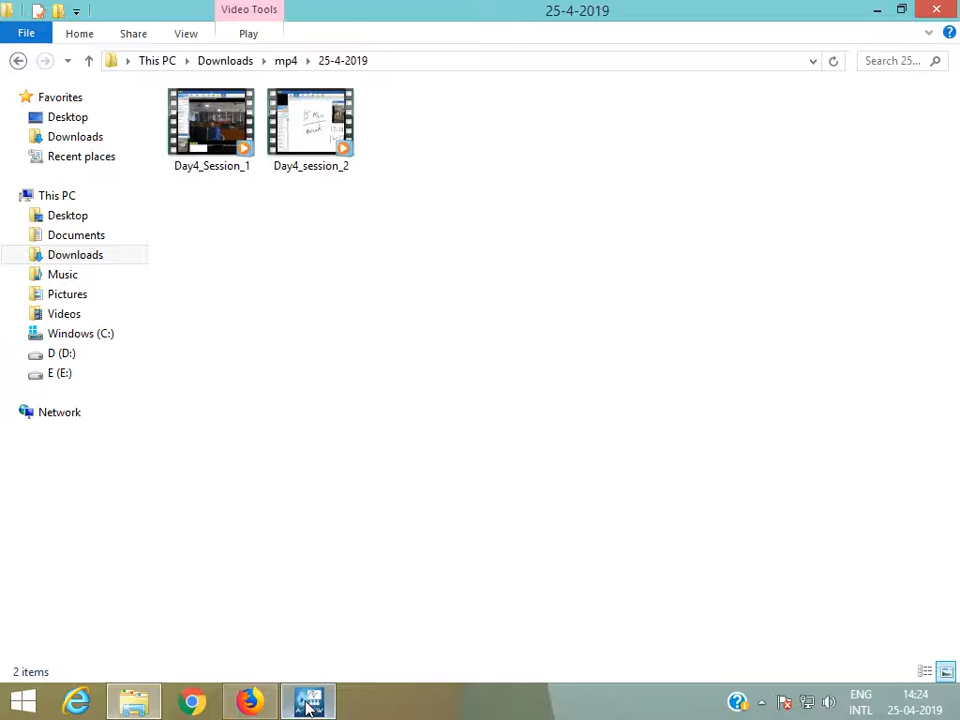 Video Tools
25-4-2019
File
Home
Share
View
Play
This PC
Downloads
mp4
25-4-2019
Search 25...
Favorites
Desktop
Downloads
Recent places
This PC
Desktop
Documents
Downloads
Music
Pictures
Videos
Windows (C:)
D (D:)
E (E:)
Network
Day4_Session_1
Day4_session_2
2 items
ENG
INTL
14:24
25-04-2019